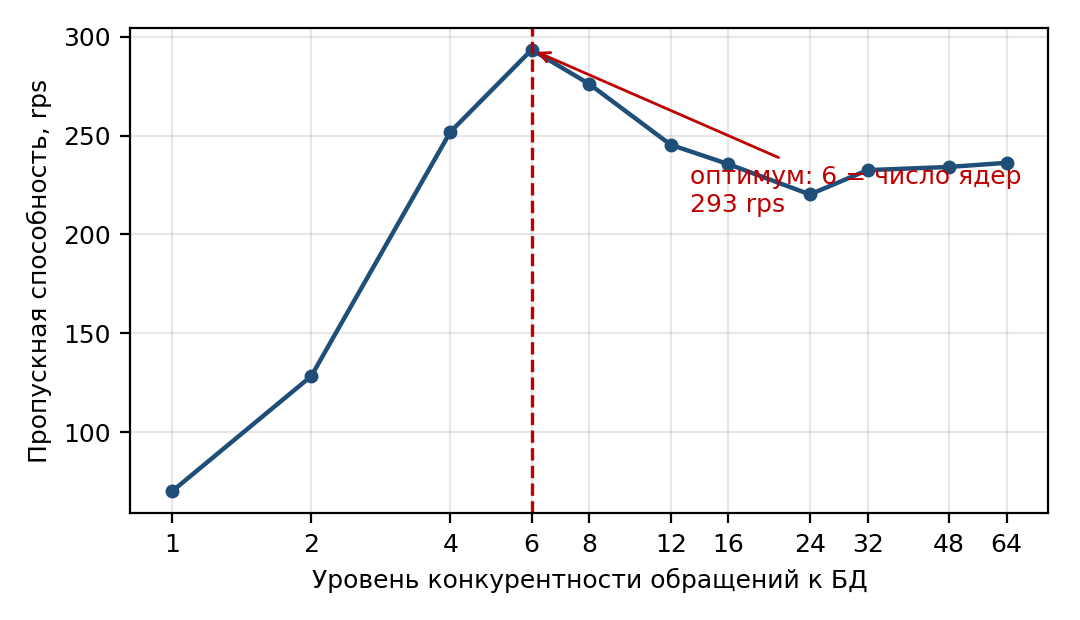 300
250
200
150
100
Пропускная способность, rps
оптимум: 6 = число ядер
293 rps
1 2 4 6 8 12 16 24 32 48 64
Уровень конкурентности обращений к БД